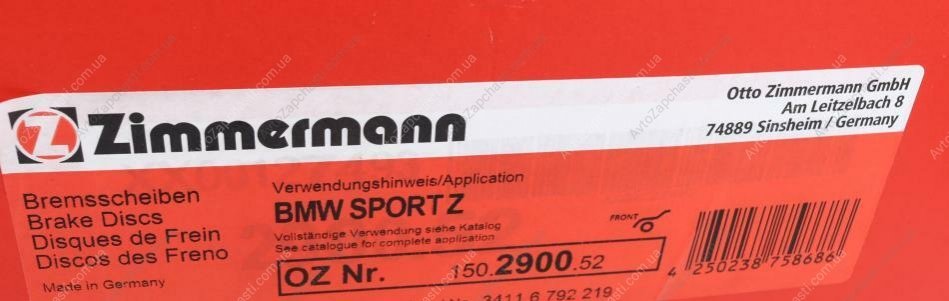 Zimmermann
Otto Zimmermann GmbH
Am Leitzelbach 8
74889 Sinsheim / Germany
Bremsscheiben
Brake Discs
Disques de Frein
Discos des Freno
Made in Germany
Verwendungshinweis/Application
BMW SPORT Z
Vollständige Verwendung siehe Katalog
See catalogue for complete application
FRONT
OZ Nr. 150.2900.52
3411 6 792 219
4 250238 758686